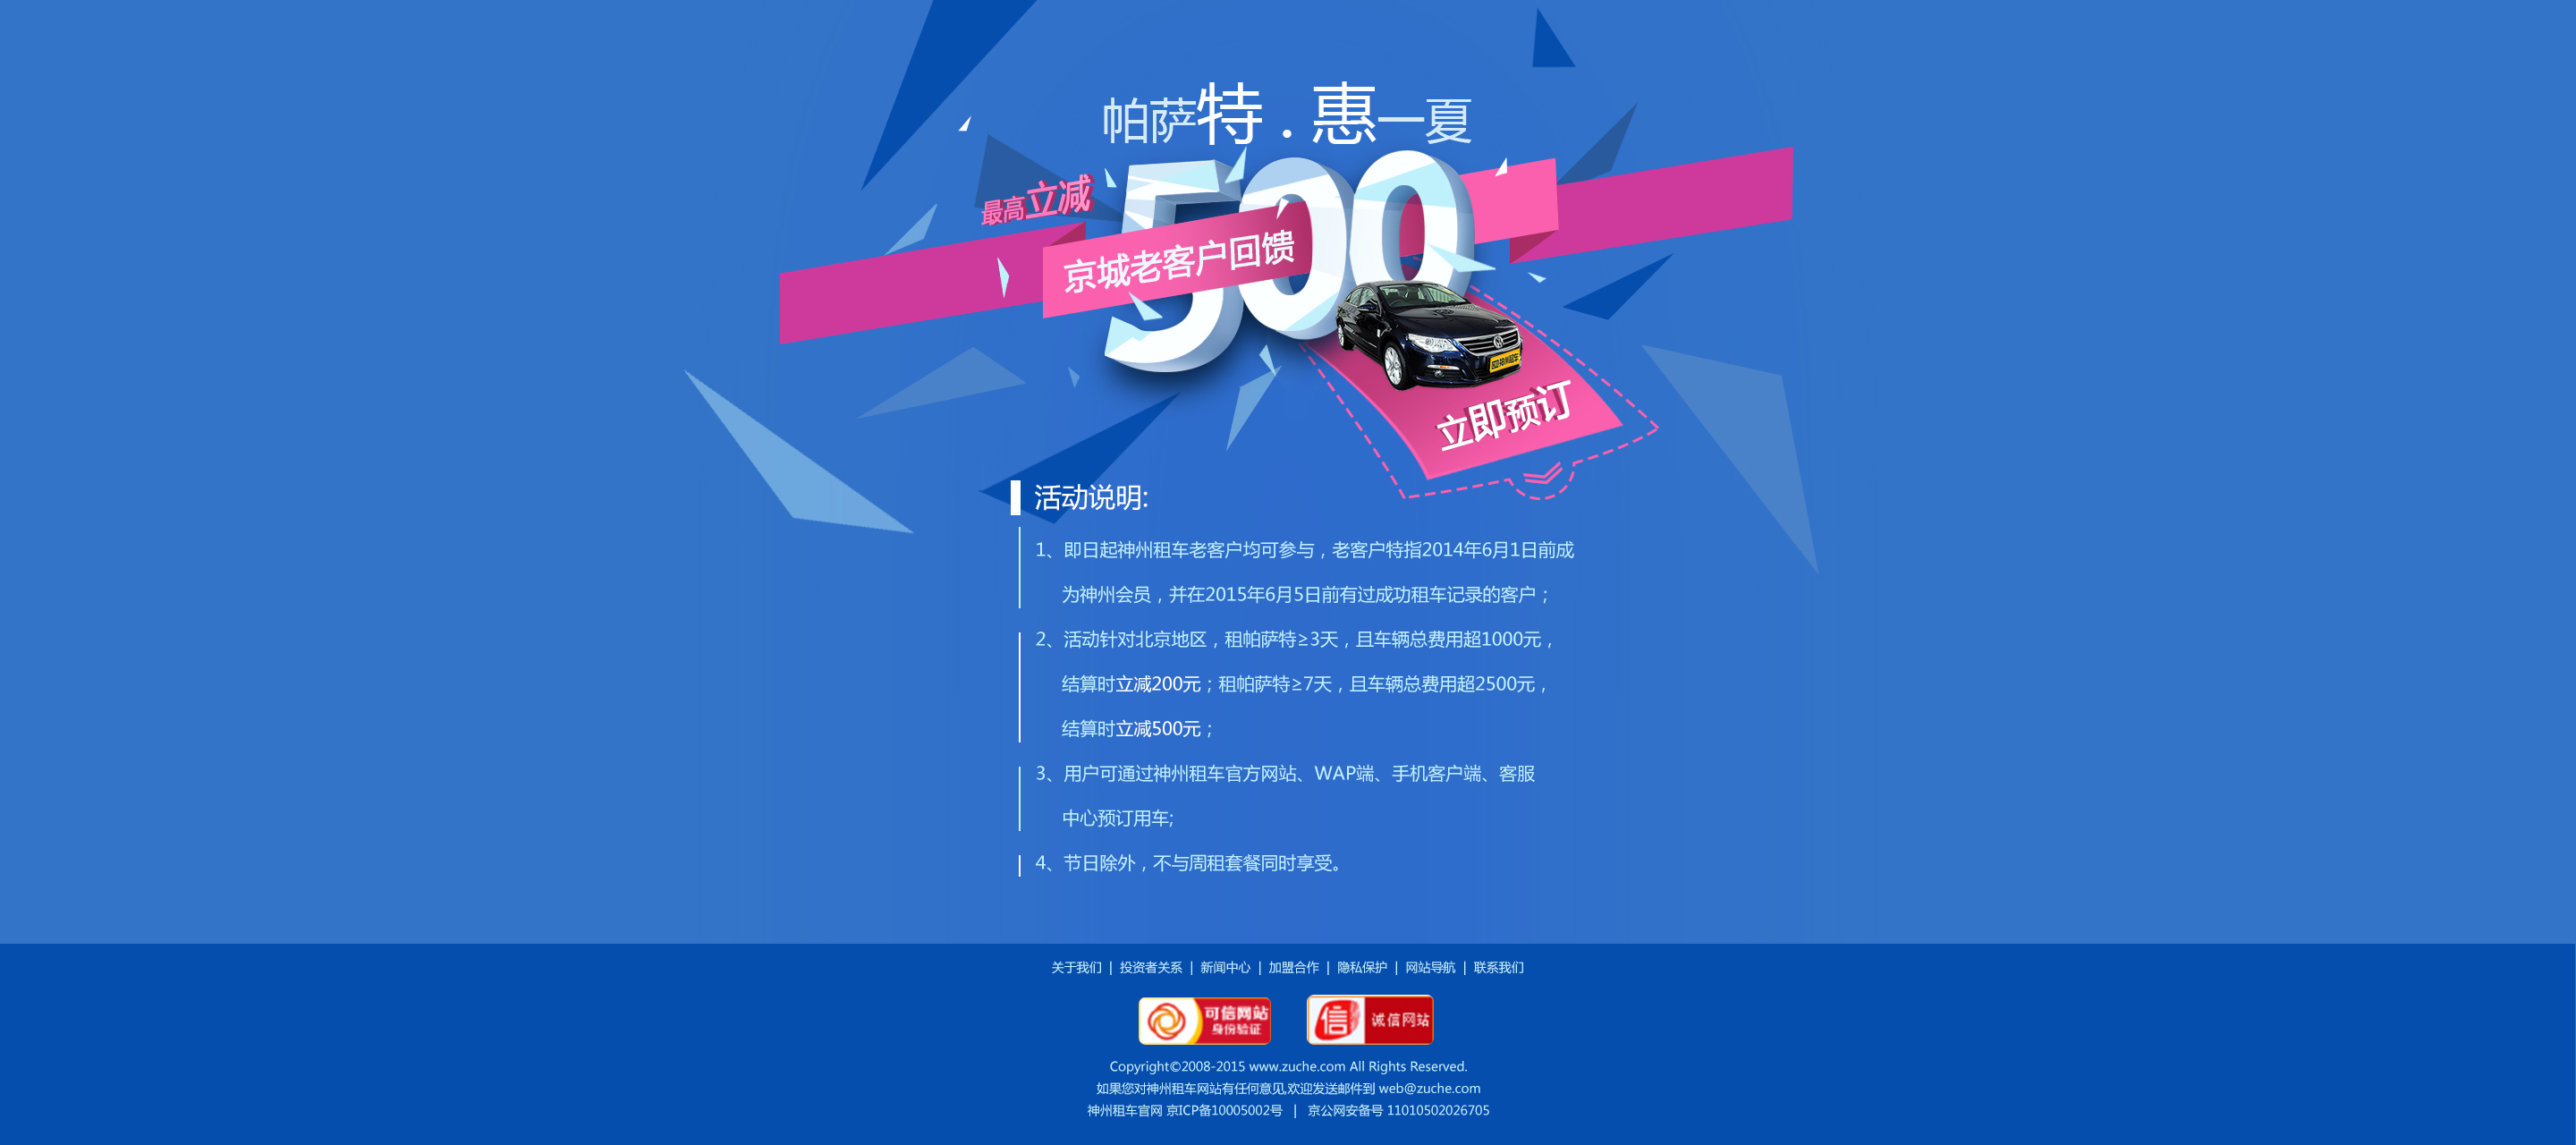 帕萨特.惠一夏
最高立减
500
京城老客户回馈
神州租车
立即预订
活动说明:
1、即日起神州租车老客户均可参与，老客户特指2014年6月1日前成
为神州会员，并在2015年6月5日前有过成功租车记录的客户；
2、活动针对北京地区，租帕萨特≥3天，且车辆总费用超1000元，
结算时立减200元；租帕萨特≥7天，且车辆总费用超2500元，
结算时立减500元；
3、用户可通过神州租车官方网站、WAP端、手机客户端、客服
中心预订用车;
4、节日除外，不与周租套餐同时享受。
关于我们 | 投资者关系 | 新闻中心 | 加盟合作 | 隐私保护 | 网站导航 | 联系我们
可信网站
身份验证
信 诚信网站
Copyright©2008-2015 www.zuche.com All Rights Reserved.
如果您对神州租车网站有任何意见,欢迎发送邮件到 web@zuche.com
神州租车官网 京ICP备10005002号 | 京公网安备号 11010502026705